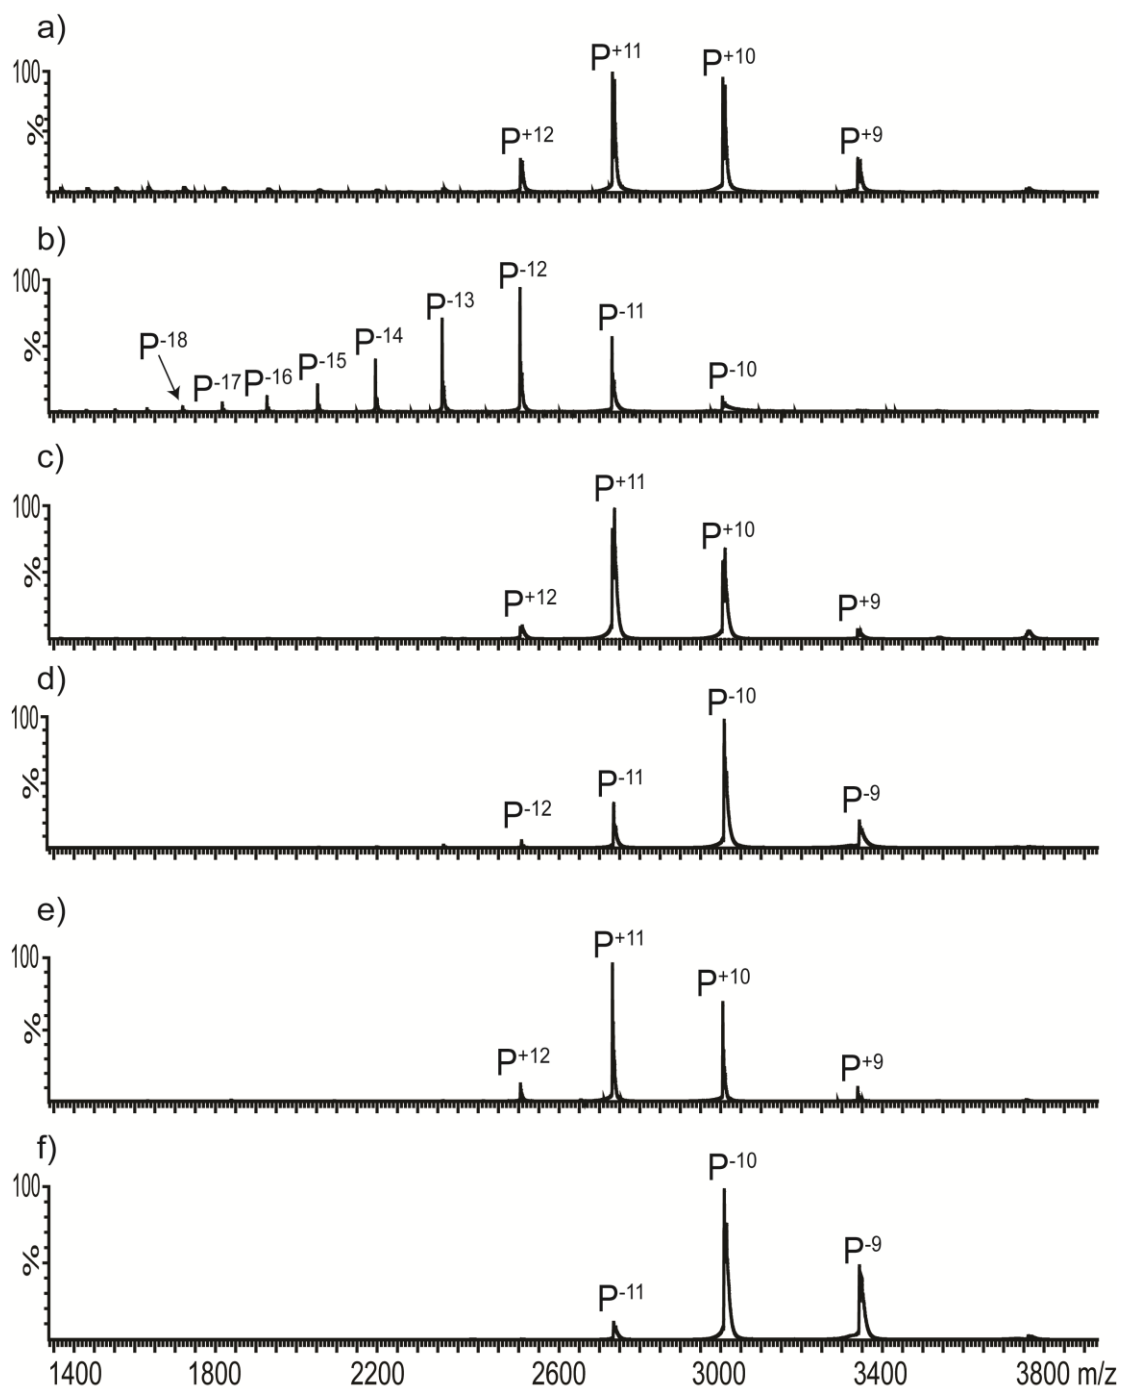 a)
100
%
P+12
P+11
P+10
P+9
b)
100
%
P-18
P-17
P-16
P-15
P-14
P-13
P-12
P-11
P-10
c)
100
%
P+12
P+11
P+10
P+9
d)
100
%
P-12
P-11
P-10
P-9
e)
100
%
P+12
P+11
P+10
P+9
f)
100
%
P-11
P-10
P-9
1400 1800 2200 2600 3000 3400 3800 m/z